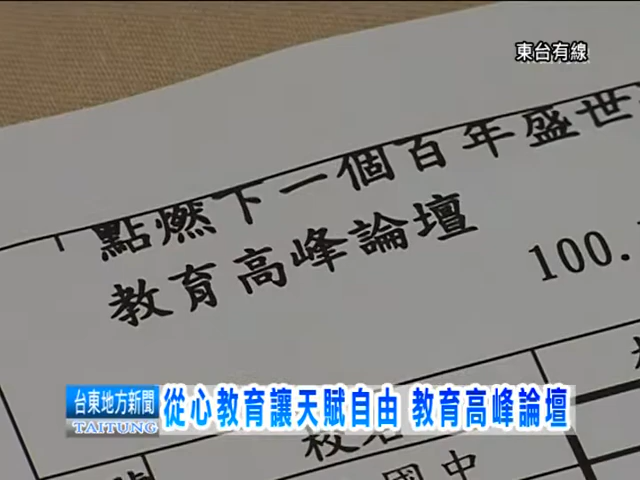 東台有線
點燃下一個百年盛世
教育高峰論壇
100.
台東地方新聞
TAITUNG
從心教育讓天賦自由 教育高峰論壇
校名
國中